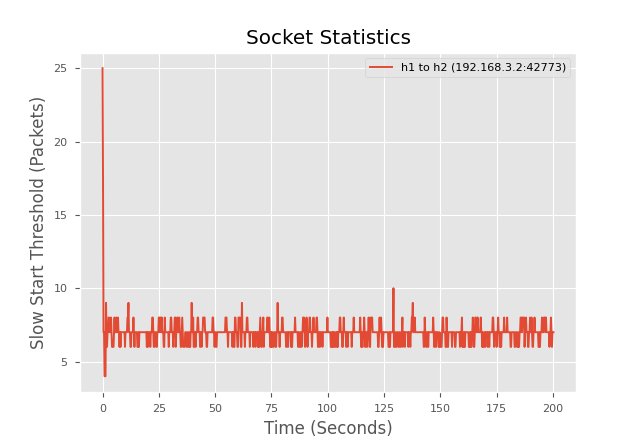 Socket Statistics
h1 to h2 (192.168.3.2:42773)
Slow Start Threshold (Packets)
25
20
15
10
5
0 25 50 75 100 125 150 175 200
Time (Seconds)